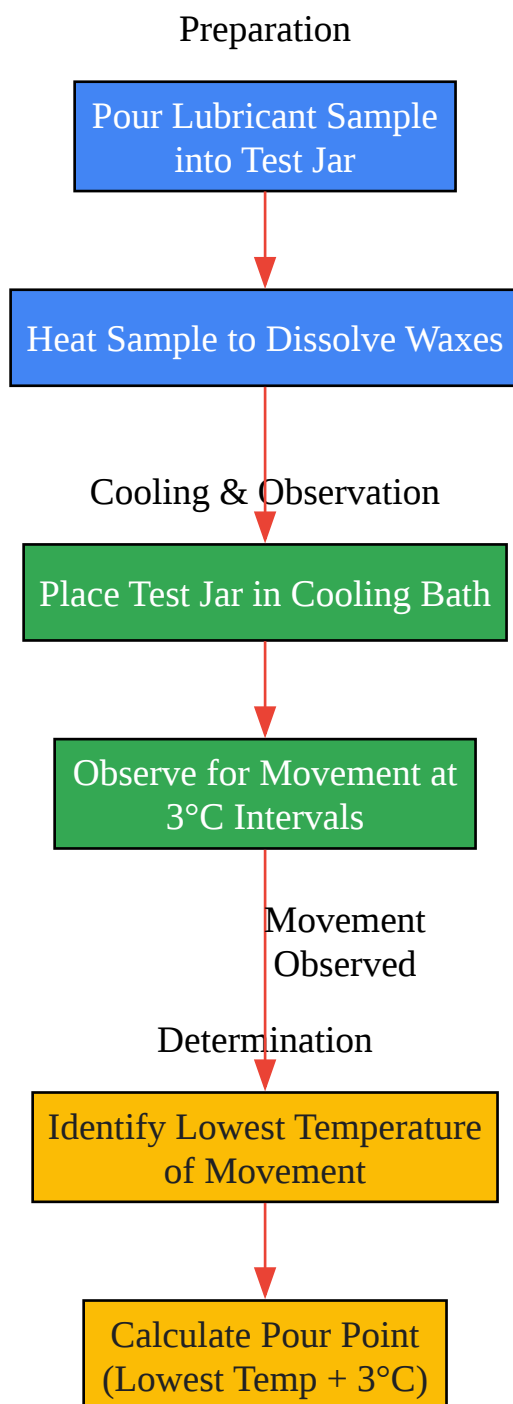 Preparation
Pour Lubricant Sample
into Test Jar
Heat Sample to Dissolve Waxes
Cooling & Observation
Place Test Jar in Cooling Bath
Observe for Movement at
3°C Intervals
Movement
Observed
Determination
Identify Lowest Temperature
of Movement
Calculate Pour Point
(Lowest Temp + 3°C)